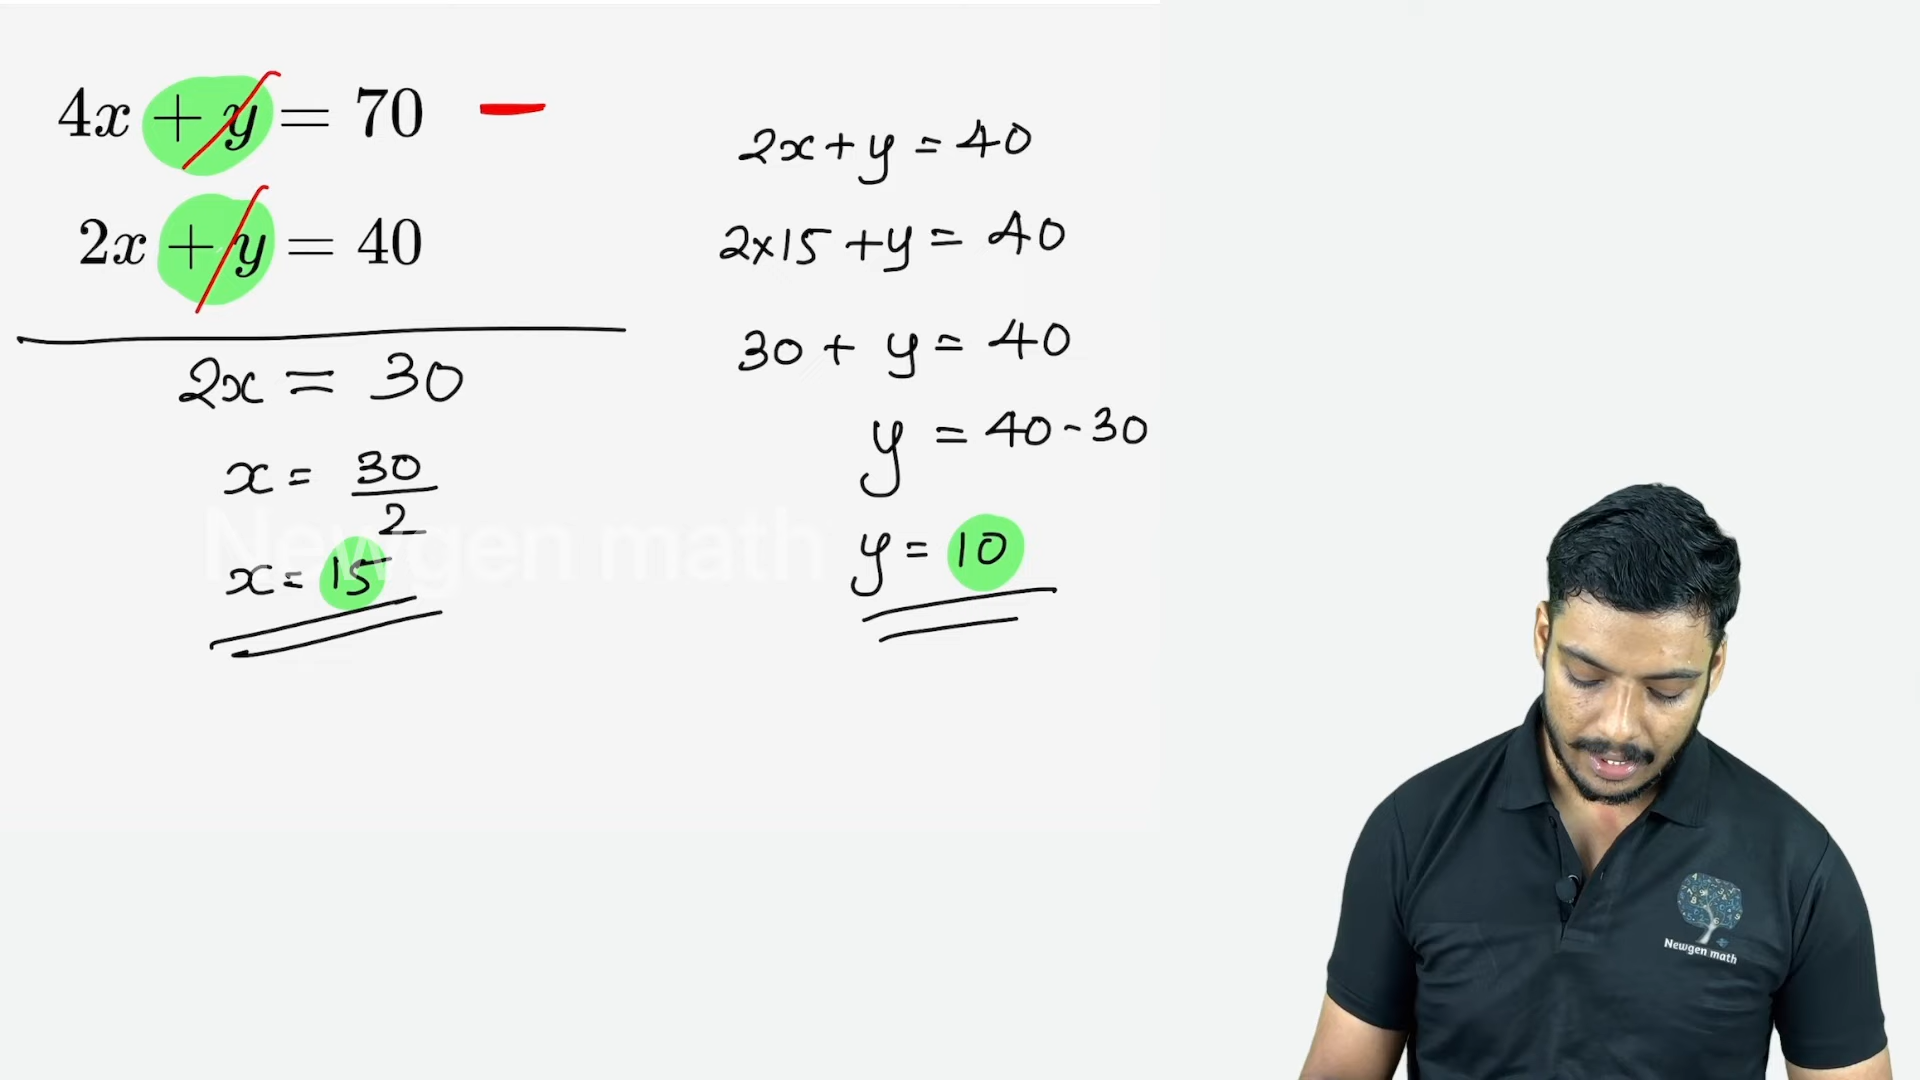 4x + y = 70 −
2x + y = 40
2x = 30
x = 30/2
x = 15
2x + y = 40
2x15 + y = 40
30 + y = 40
y = 40 - 30
y = 10
Newgen math
Newgen math